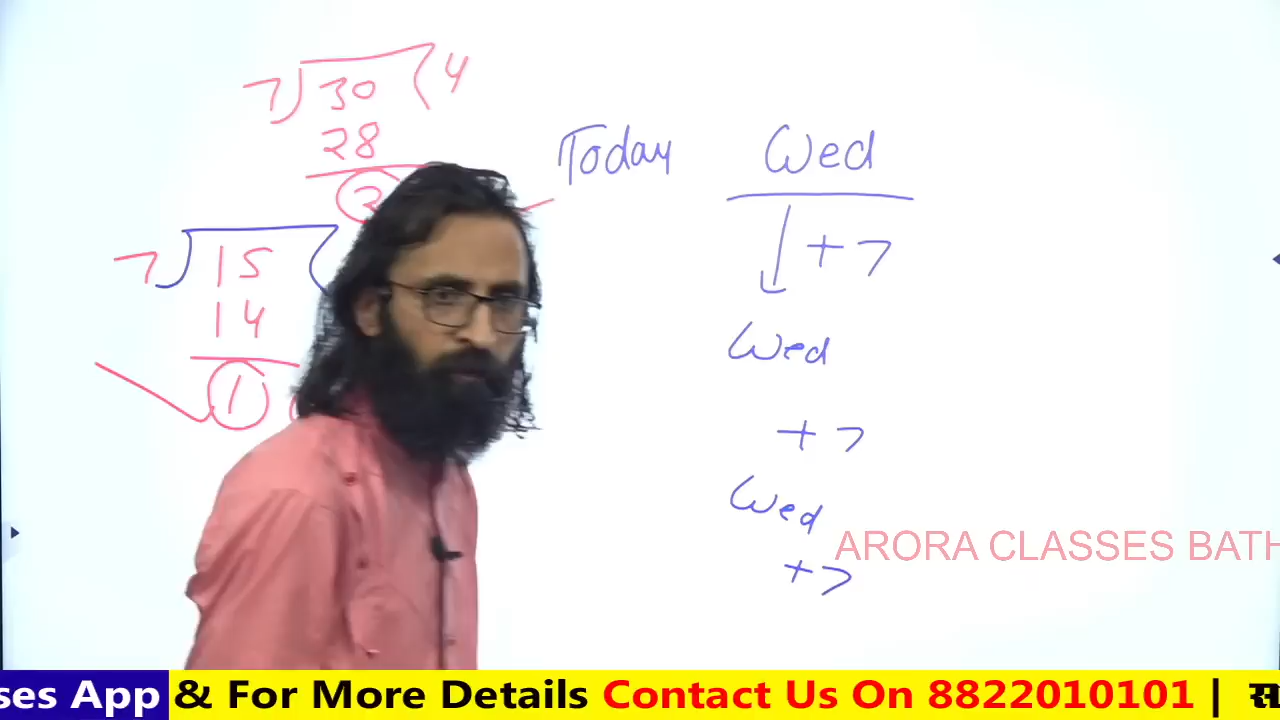 7) 30 ( 4
28
2
7) 15 (
14
1
Today Wed
+7
Wed
+7
Wed
+7
ARORA CLASSES BATH
ses App & For More Details Contact Us On 8822010101 |